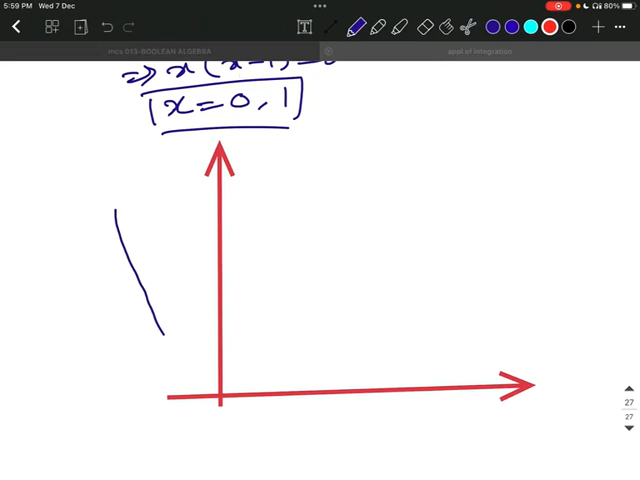 5:59 PM Wed 7 Dec
80%
mcs 013-BOOLEAN ALGEBRA
appl of integration
x = 0, 1
27
27